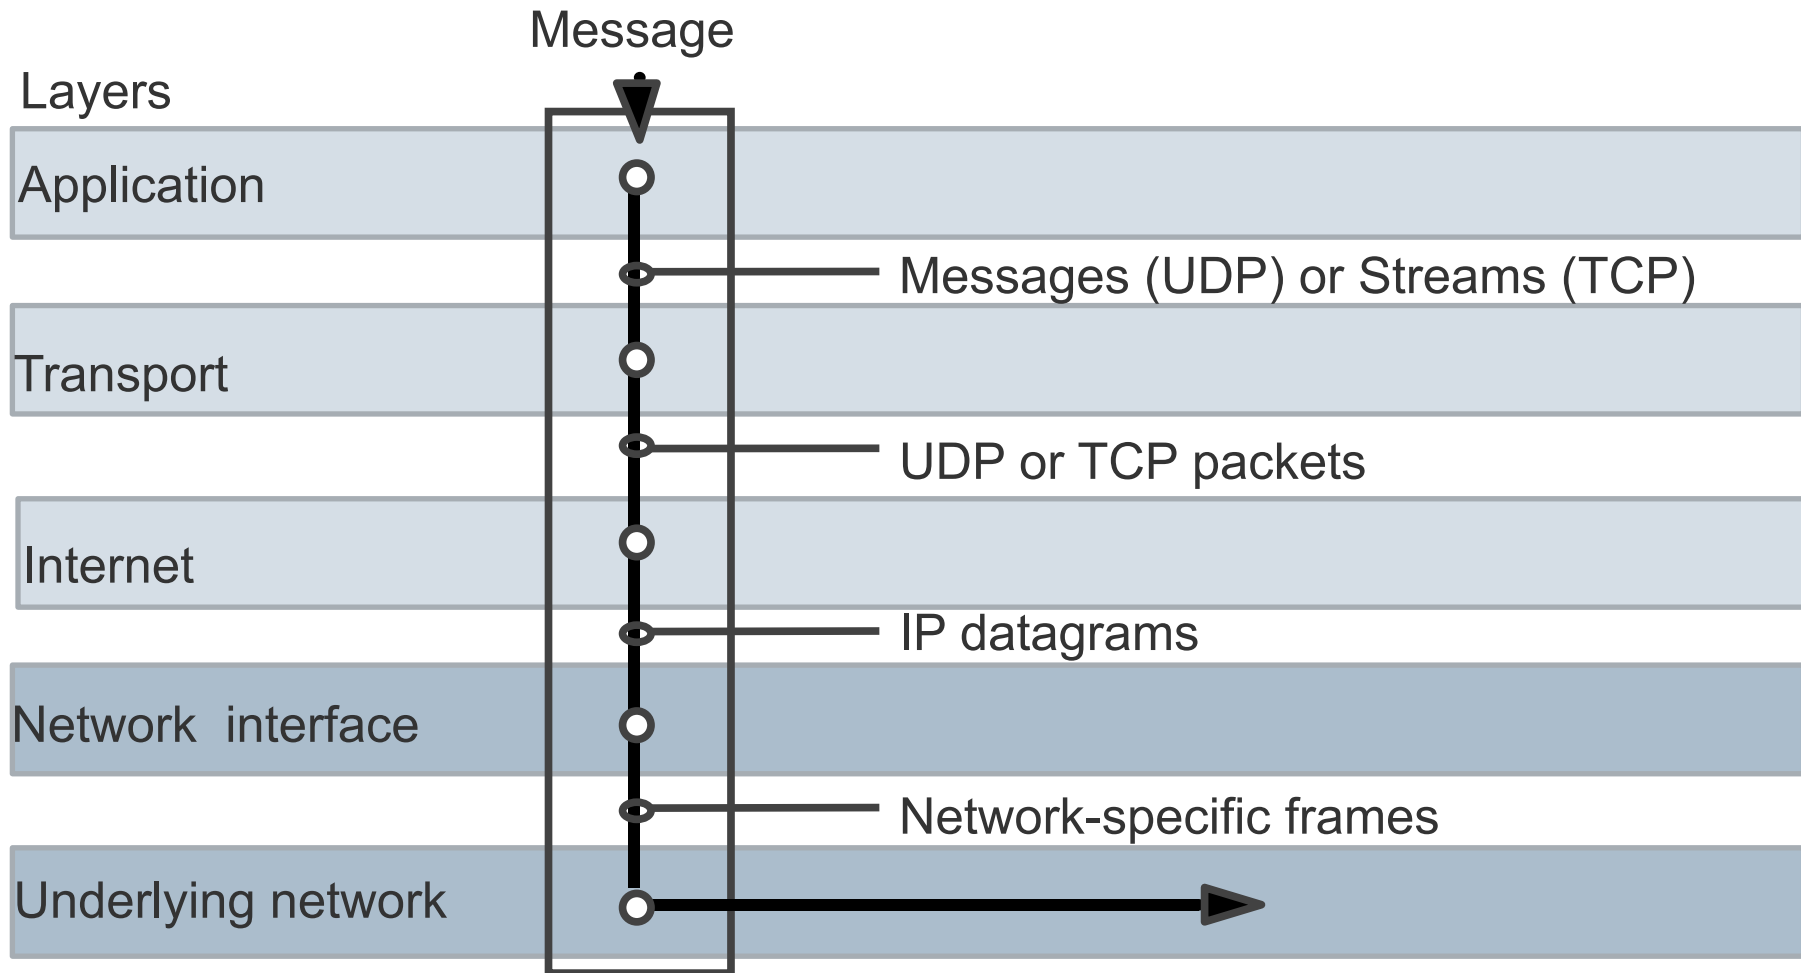 Message
Layers
Application
Messages (UDP) or Streams (TCP)
Transport
UDP or TCP packets
Internet
IP datagrams
Network interface
Network-specific frames
Underlying network